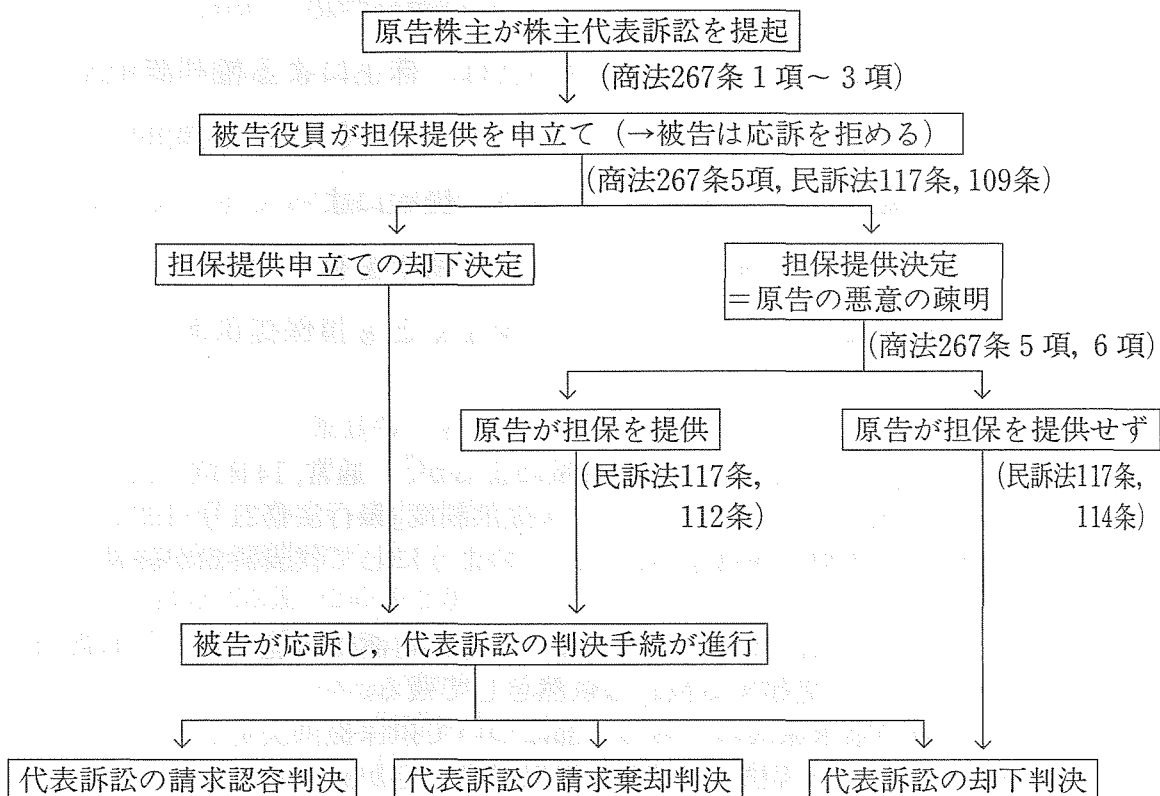 原告株主が株主代表訴訟を提起
(商法267条1項~3項)
被告役員が担保提供を申立て (→被告は応訴を拒める)
(商法267条5項, 民訴法117条, 109条)
担保提供申立ての却下決定
担保提供決定
=原告の悪意の疎明
(商法267条5項, 6項)
原告が担保を提供
原告が担保を提供せず
(民訴法117条,
112条)
(民訴法117条,
114条)
被告が応訴し, 代表訴訟の判決手続が進行
代表訴訟の請求認容判決
代表訴訟の請求棄却判決
代表訴訟の却下判決